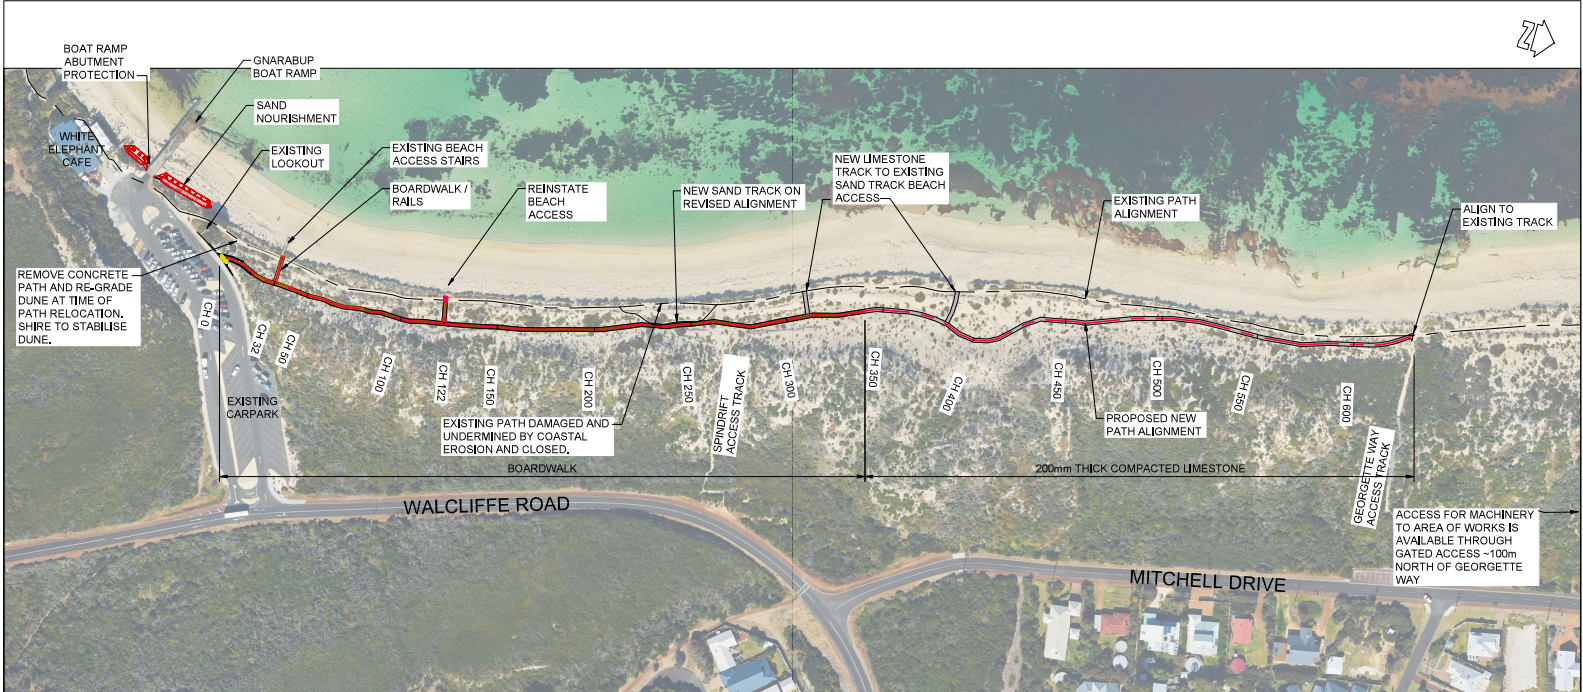 BOAT RAMP
ABUTMENT
PROTECTION
GNARABUP
BOAT RAMP
SAND
NOURISHMENT
WHITE
ELEPHANT
CAFE
EXISTING
LOOKOUT
EXISTING BEACH
ACCESS STAIRS
BOARDWALK /
RAILS
REINSTATE
BEACH
ACCESS
NEW SAND TRACK ON
REVISED ALIGNMENT
NEW LIMESTONE
TRACK TO EXISTING
SAND TRACK BEACH
ACCESS
EXISTING PATH
ALIGNMENT
ALIGN TO
EXISTING TRACK
REMOVE CONCRETE
PATH AND RE-GRADE
DUNE AT TIME OF
PATH RELOCATION.
SHIRE TO STABILISE
DUNE.
CH 0
CH 32
CH 50
CH 100
CH 122
CH 150
CH 200
CH 250
CH 300
CH 350
CH 400
CH 450
CH 500
CH 550
CH 600
EXISTING
CARPARK
EXISTING PATH DAMAGED AND
UNDERMINED BY COASTAL
EROSION AND CLOSED.
SPINDRIFT
ACCESS TRACK
PROPOSED NEW
PATH ALIGNMENT
GEORGETTE WAY
ACCESS TRACK
BOARDWALK
200mm THICK COMPACTED LIMESTONE
WALCLIFFE ROAD
MITCHELL DRIVE
ACCESS FOR MACHINERY
TO AREA OF WORKS IS
AVAILABLE THROUGH
GATED ACCESS ~100m
NORTH OF GEORGETTE
WAY
Z